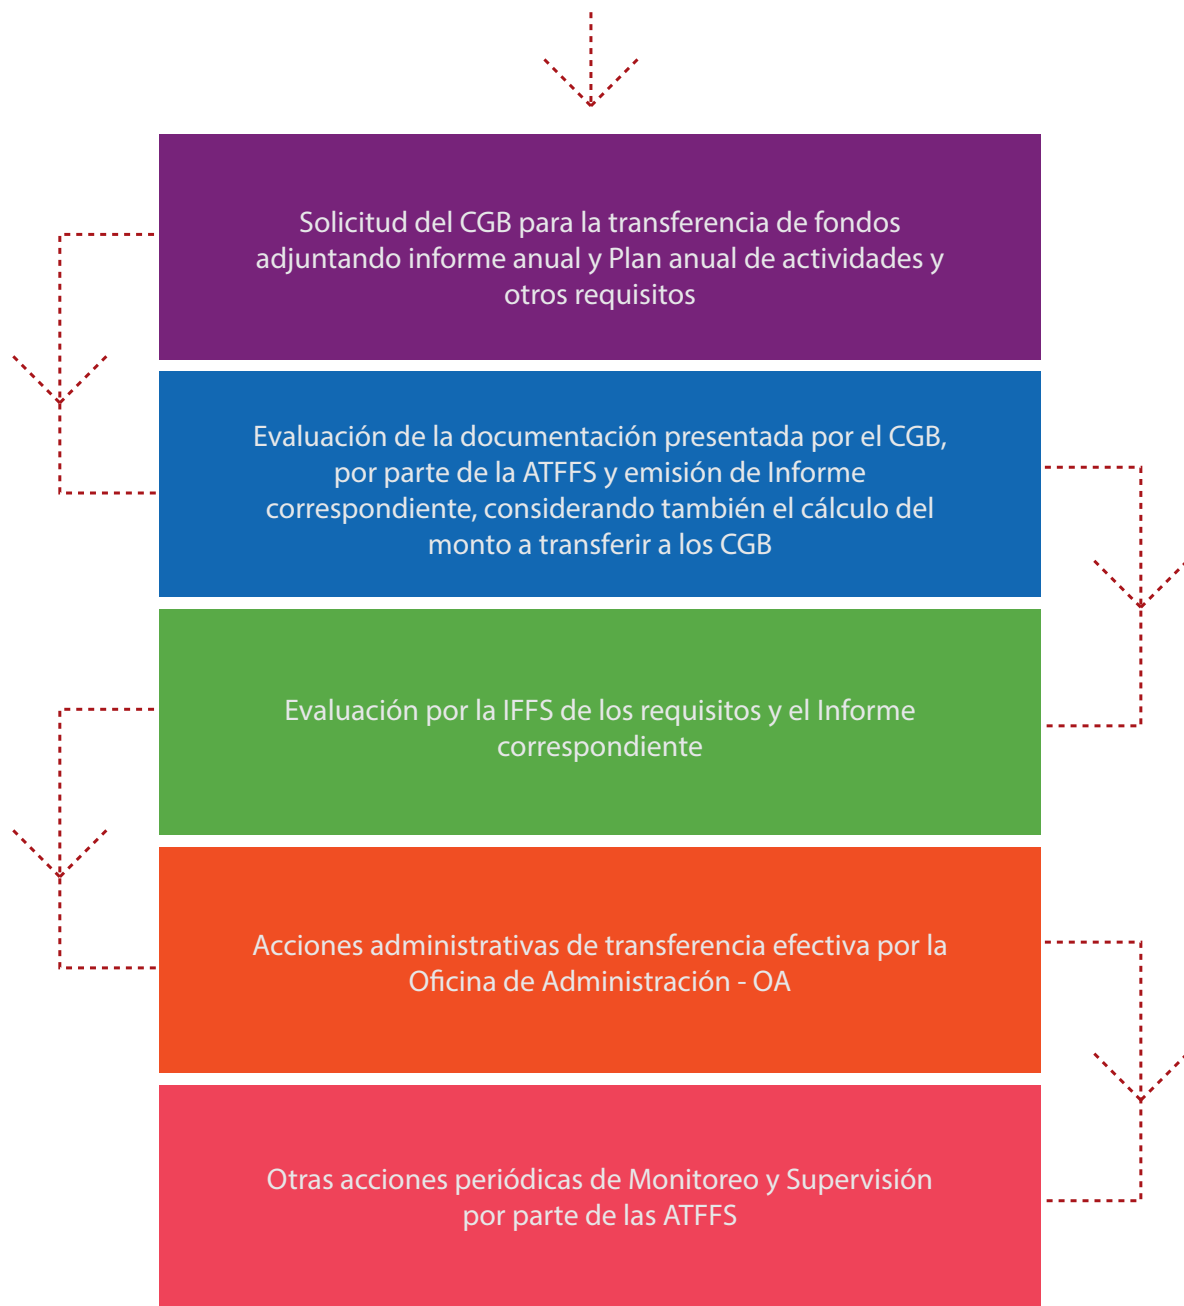 Solicitud del CGB para la transferencia de fondos
adjuntando informe anual y Plan anual de actividades y
otros requisitos
Evaluación de la documentación presentada por el CGB,
por parte de la ATFFS y emisión de Informe
correspondiente, considerando también el cálculo del
monto a transferir a los CGB
Evaluación por la IFFS de los requisitos y el Informe
correspondiente
Acciones administrativas de transferencia efectiva por la
Oficina de Administración - OA
Otras acciones periódicas de Monitoreo y Supervisión
por parte de las ATFFS